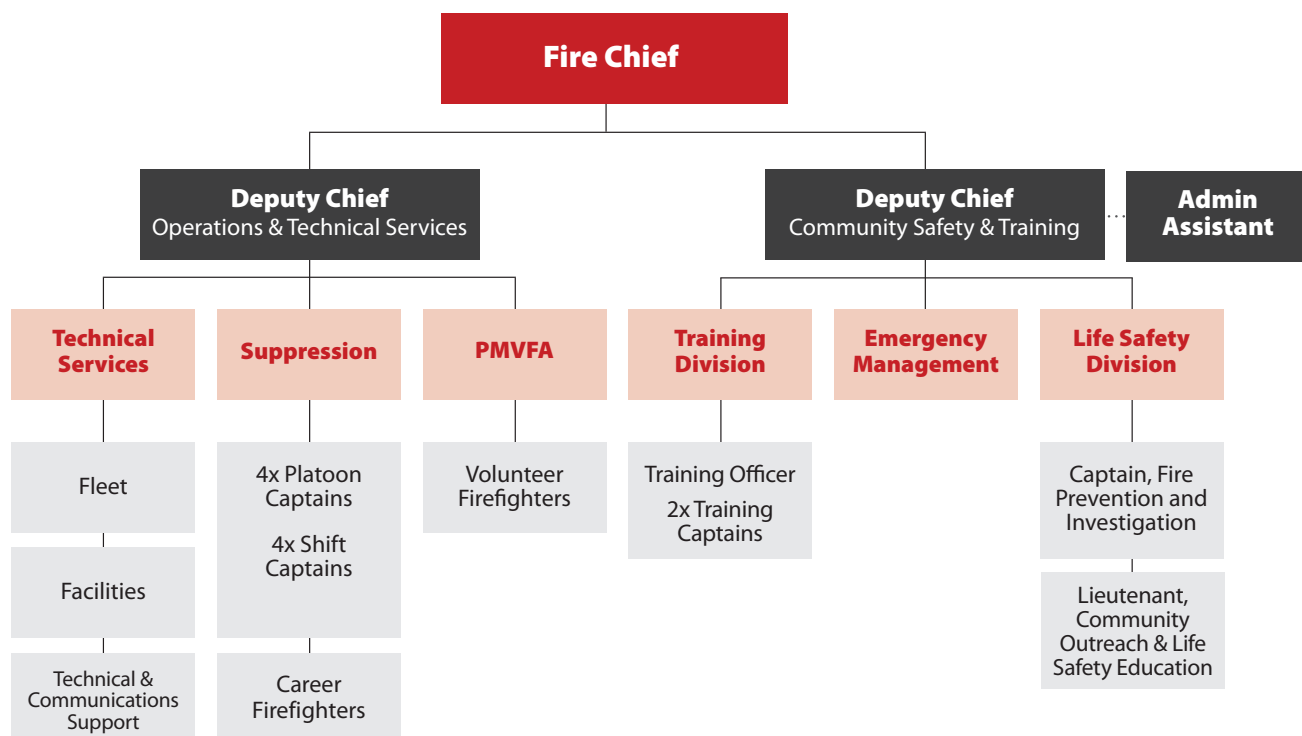 Fire Chief
Deputy Chief
Operations & Technical Services
Deputy Chief
Community Safety & Training
Admin
Assistant
Technical
Services
Suppression
PMVFA
Training
Division
Emergency
Management
Life Safety
Division
Fleet
Facilities
Technical &
Communications
Support
4x Platoon
Captains
4x Shift
Captains
Career
Firefighters
Volunteer
Firefighters
Training Officer
2x Training
Captains
Captain, Fire
Prevention and
Investigation
Lieutenant,
Community
Outreach & Life
Safety Education